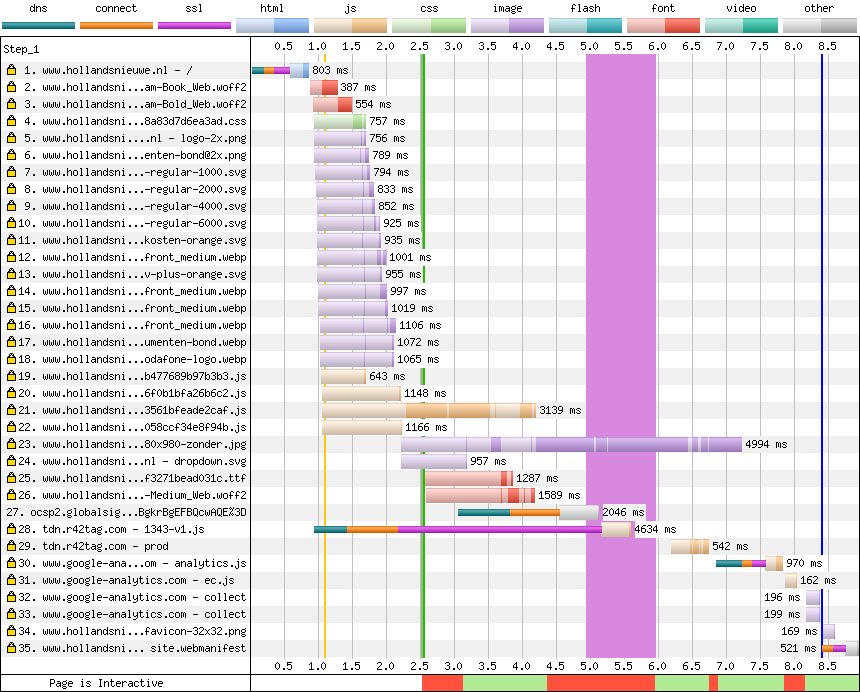 dns connect ssl html js css image flash font video other
Step_1 0.5 1.0 1.5 2.0 2.5 3.0 3.5 4.0 4.5 5.0 5.5 6.0 6.5 7.0 7.5 8.0 8.5
1. www.hollandsnieuwe.nl - / 803 ms
2. www.hollandsni...am-Book_Web.woff2 387 ms
3. www.hollandsni...am-Bold_Web.woff2 554 ms
4. www.hollandsni...8a83d7d6ea3ad.css 757 ms
5. www.hollandsni....nl - logo-2x.png 756 ms
6. www.hollandsni...enten-bond@2x.png 789 ms
7. www.hollandsni...-regular-1000.svg 794 ms
8. www.hollandsni...-regular-2000.svg 833 ms
9. www.hollandsni...-regular-4000.svg 852 ms
10. www.hollandsni...-regular-6000.svg 925 ms
11. www.hollandsni...kosten-orange.svg 935 ms
12. www.hollandsni...front_medium.webp 1001 ms
13. www.hollandsni...v-plus-orange.svg 955 ms
14. www.hollandsni...front_medium.webp 997 ms
15. www.hollandsni...front_medium.webp 1019 ms
16. www.hollandsni...front_medium.webp 1106 ms
17. www.hollandsni...umenten-bond.webp 1072 ms
18. www.hollandsni...odafone-logo.webp 1065 ms
19. www.hollandsni...b477689b97b3b3.js 643 ms
20. www.hollandsni...6f0b1bfa26b6c2.js 1148 ms
21. www.hollandsni...3561bfeade2caf.js 3139 ms
22. www.hollandsni...058ccf34e8f94b.js 1166 ms
23. www.hollandsni...80x980-zonder.jpg 4994 ms
24. www.hollandsni...nl - dropdown.svg 957 ms
25. www.hollandsni...f3271bead031c.ttf 1287 ms
26. www.hollandsni...-Medium_Web.woff2 1589 ms
27. ocsp2.globalsig...BgkrBgEFBQcwAQE%3D 2046 ms
28. tdn.r42tag.com - 1343-v1.js 4634 ms
29. tdn.r42tag.com - prod 542 ms
30. www.google-ana...om - analytics.js 970 ms
31. www.google-analytics.com - ec.js 162 ms
32. www.google-analytics.com - collect 196 ms
33. www.google-analytics.com - collect 199 ms
34. www.hollandsni...favicon-32x32.png 169 ms
35. www.hollandsni... site.webmanifest 521 ms
0.5 1.0 1.5 2.0 2.5 3.0 3.5 4.0 4.5 5.0 5.5 6.0 6.5 7.0 7.5 8.0 8.5
Page is Interactive